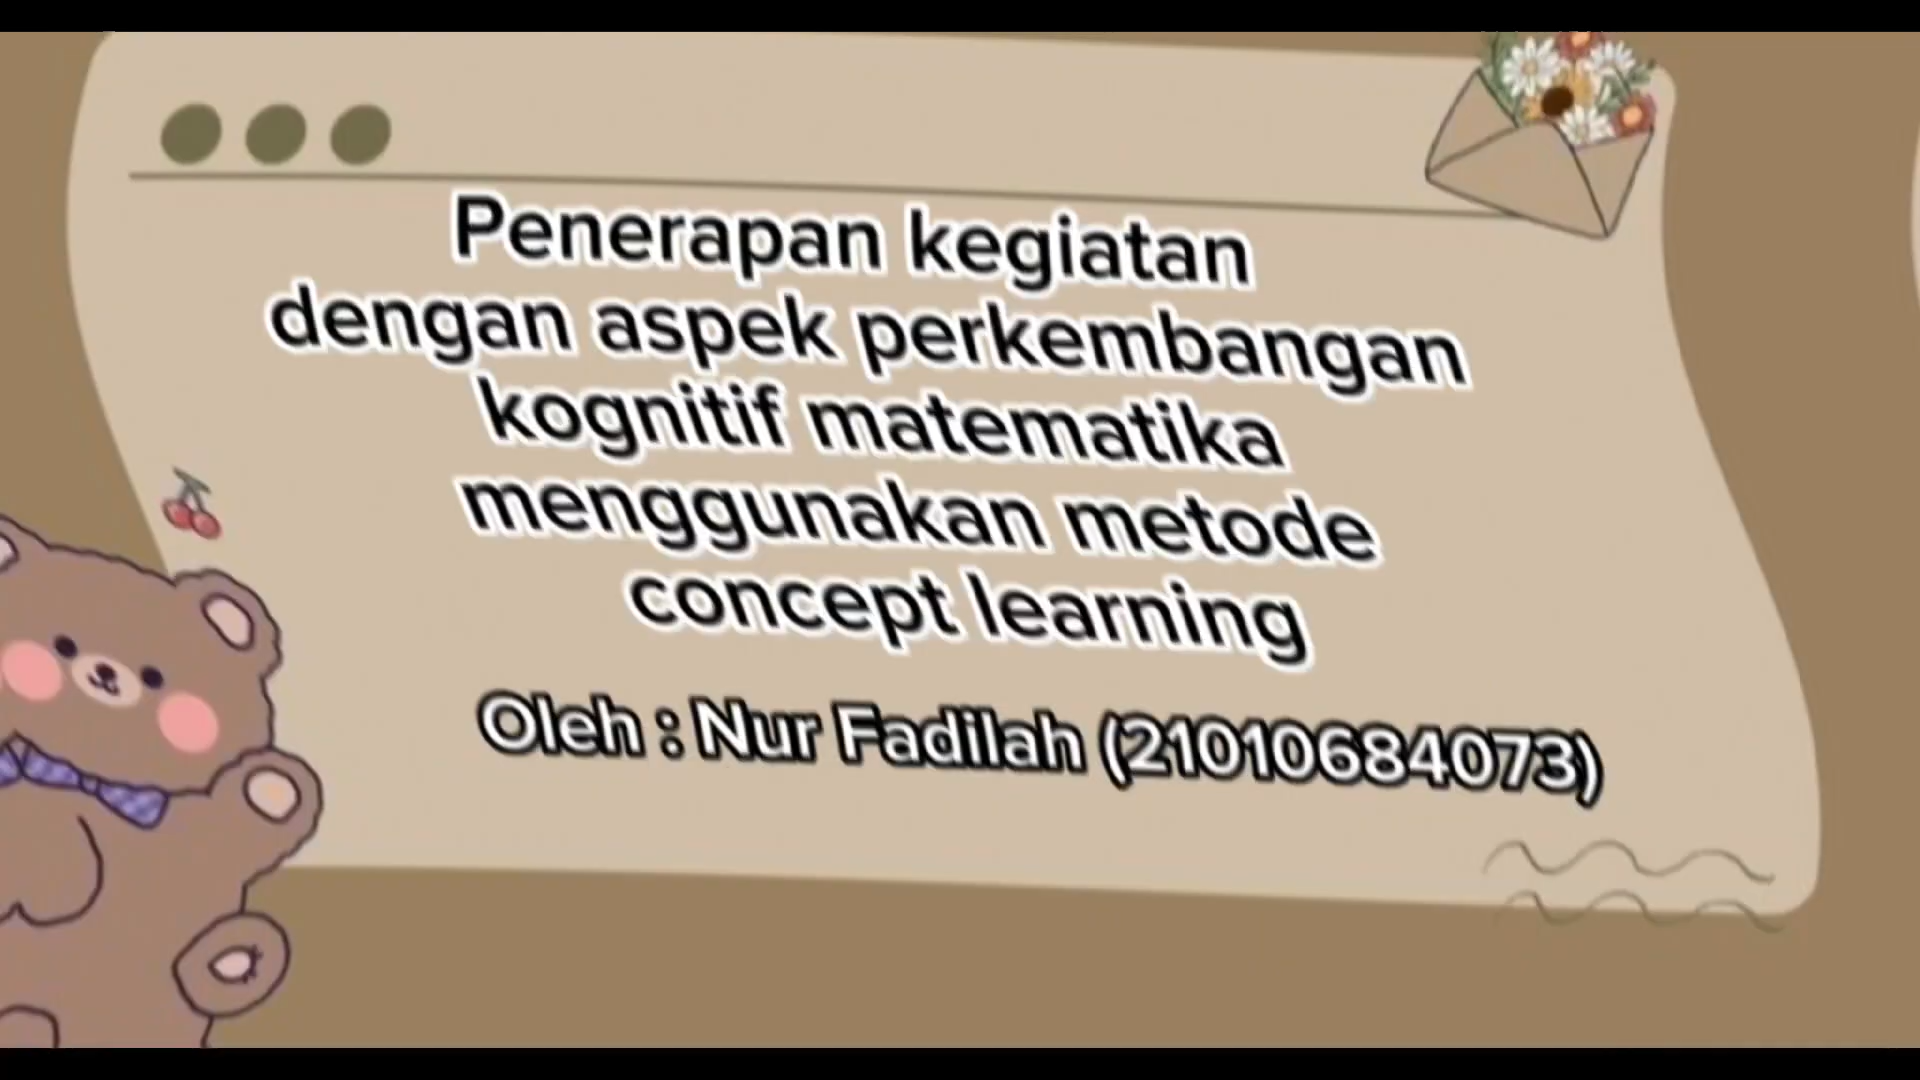 Penerapan kegiatan
dengan aspek perkembangan
kognitif matematika
menggunakan metode
concept learning
Oleh : Nur Fadilah (21010684073)